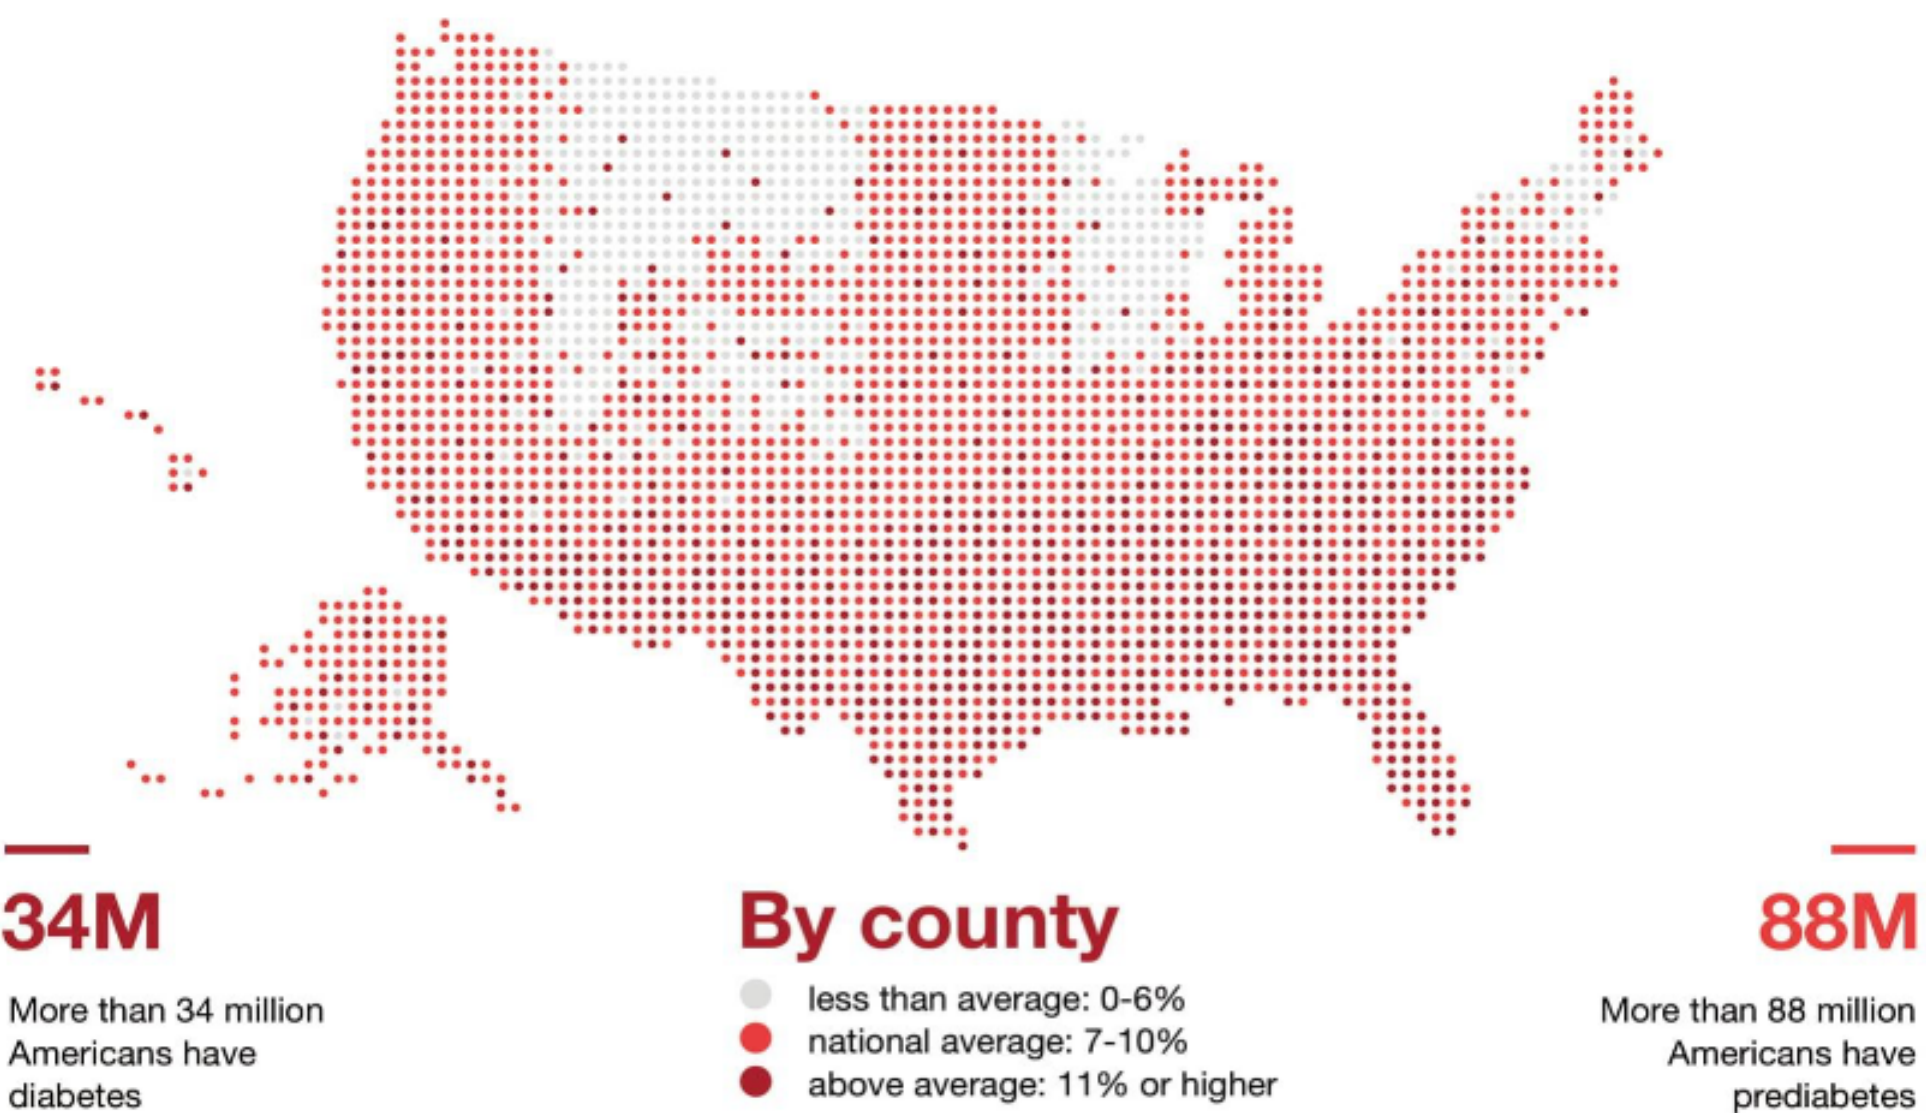 34M
More than 34 million
Americans have
diabetes
By county
less than average: 0-6%
national average: 7-10%
above average: 11% or higher
88M
More than 88 million
Americans have
prediabetes